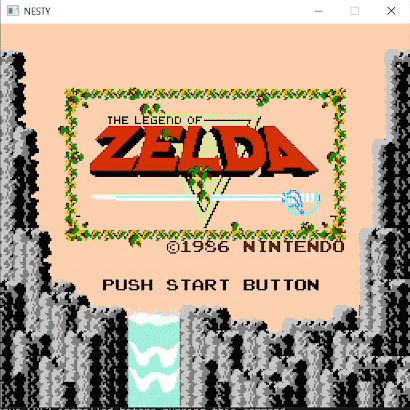 NESTY
THE LEGEND OF
ZELDA
©1986 NINTENDO
PUSH START BUTTON